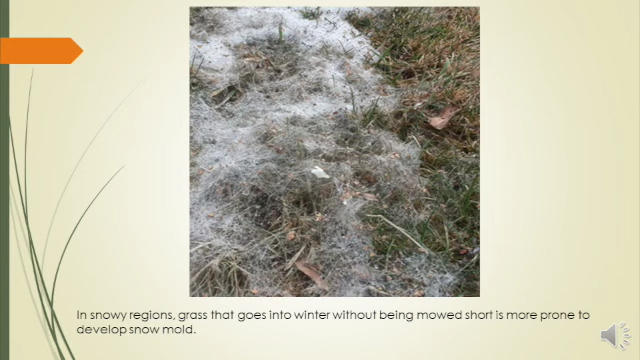 In snowy regions, grass that goes into winter without being mowed short is more prone to
develop snow mold.